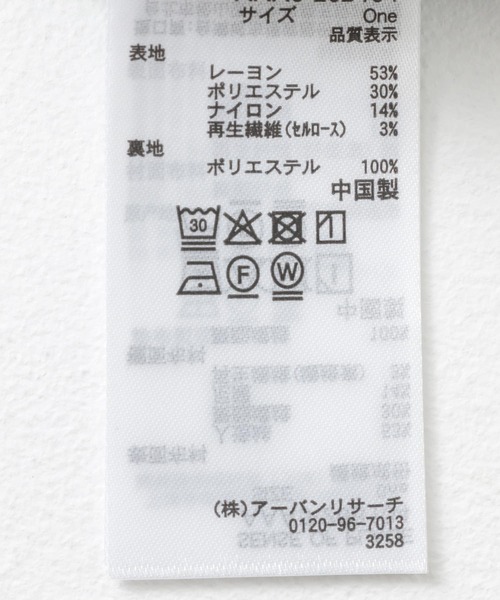 サイズ One
品質表示
表地
レーヨン 53%
ポリエステル 30%
ナイロン 14%
再生繊維(セルロース) 3%
裏地
ポリエステル 100%
中国製
30
F W
(株)アーバンリサーチ
0120-96-7013
3258